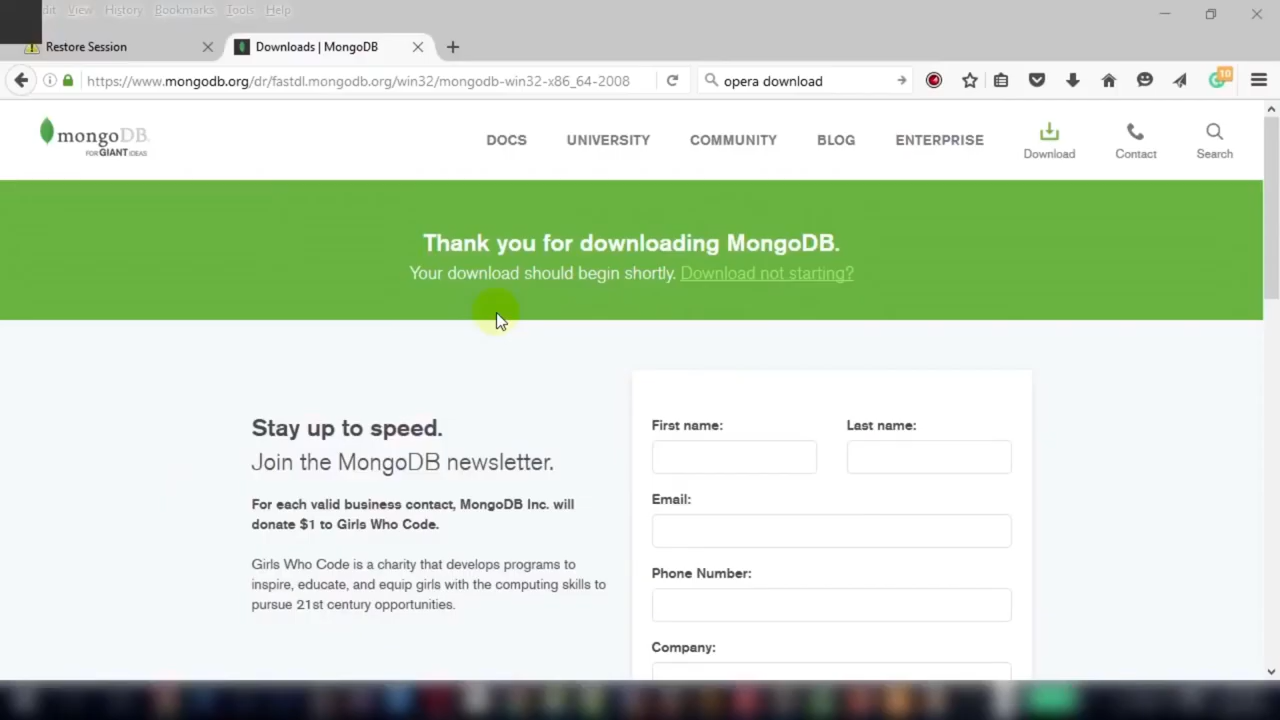 dit View History Bookmarks Tools Help
Restore Session
Downloads | MongoDB
https://www.mongodb.org/dr/fastdl.mongodb.org/win32/mongodb-win32-x86_64-2008
opera download
10
mongoDB.
FOR GIANT IDEAS
DOCS
UNIVERSITY
COMMUNITY
BLOG
ENTERPRISE
Download
Contact
Search
Thank you for downloading MongoDB.
Your download should begin shortly. Download not starting?
Stay up to speed.
Join the MongoDB newsletter.
For each valid business contact, MongoDB Inc. will
donate $1 to Girls Who Code.
Girls Who Code is a charity that develops programs to
inspire, educate, and equip girls with the computing skills to
pursue 21st century opportunities.
First name:
Last name:
Email:
Phone Number:
Company: